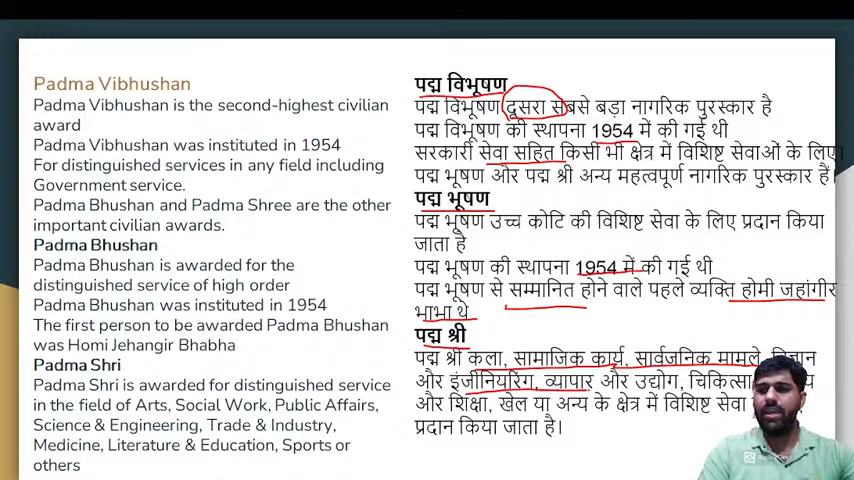 Padma Vibhushan
Padma Vibhushan is the second-highest civilian
award
Padma Vibhushan was instituted in 1954
For distinguished services in any field including
Government service.
Padma Bhushan and Padma Shree are the other
important civilian awards.
Padma Bhushan
Padma Bhushan is awarded for the
distinguished service of high order
Padma Bhushan was instituted in 1954
The first person to be awarded Padma Bhushan
was Homi Jehangir Bhabha
Padma Shri
Padma Shri is awarded for distinguished service
in the field of Arts, Social Work, Public Affairs,
Science & Engineering, Trade & Industry,
Medicine, Literature & Education, Sports or
others
पद्म विभूषण
पद्म विभूषण दूसरा सबसे बड़ा नागरिक पुरस्कार है
पद्म विभूषण की स्थापना 1954 में की गई थी
सरकारी सेवा सहित किसी भी क्षेत्र में विशिष्ट सेवाओं के लिए।
पद्म भूषण और पद्म श्री अन्य महत्वपूर्ण नागरिक पुरस्कार हैं।
पद्म भूषण
पद्म भूषण उच्च कोटि की विशिष्ट सेवा के लिए प्रदान किया
जाता है
पद्म भूषण की स्थापना 1954 में की गई थी
पद्म भूषण से सम्मानित होने वाले पहले व्यक्ति होमी जहांगीर
भाभा थे
पद्म श्री
पद्म श्री कला, सामाजिक कार्य, सार्वजनिक मामले, विज्ञान
और इंजीनियरिंग, व्यापार और उद्योग, चिकित्सा
और शिक्षा, खेल या अन्य के क्षेत्र में विशिष्ट सेवा
प्रदान किया जाता है।